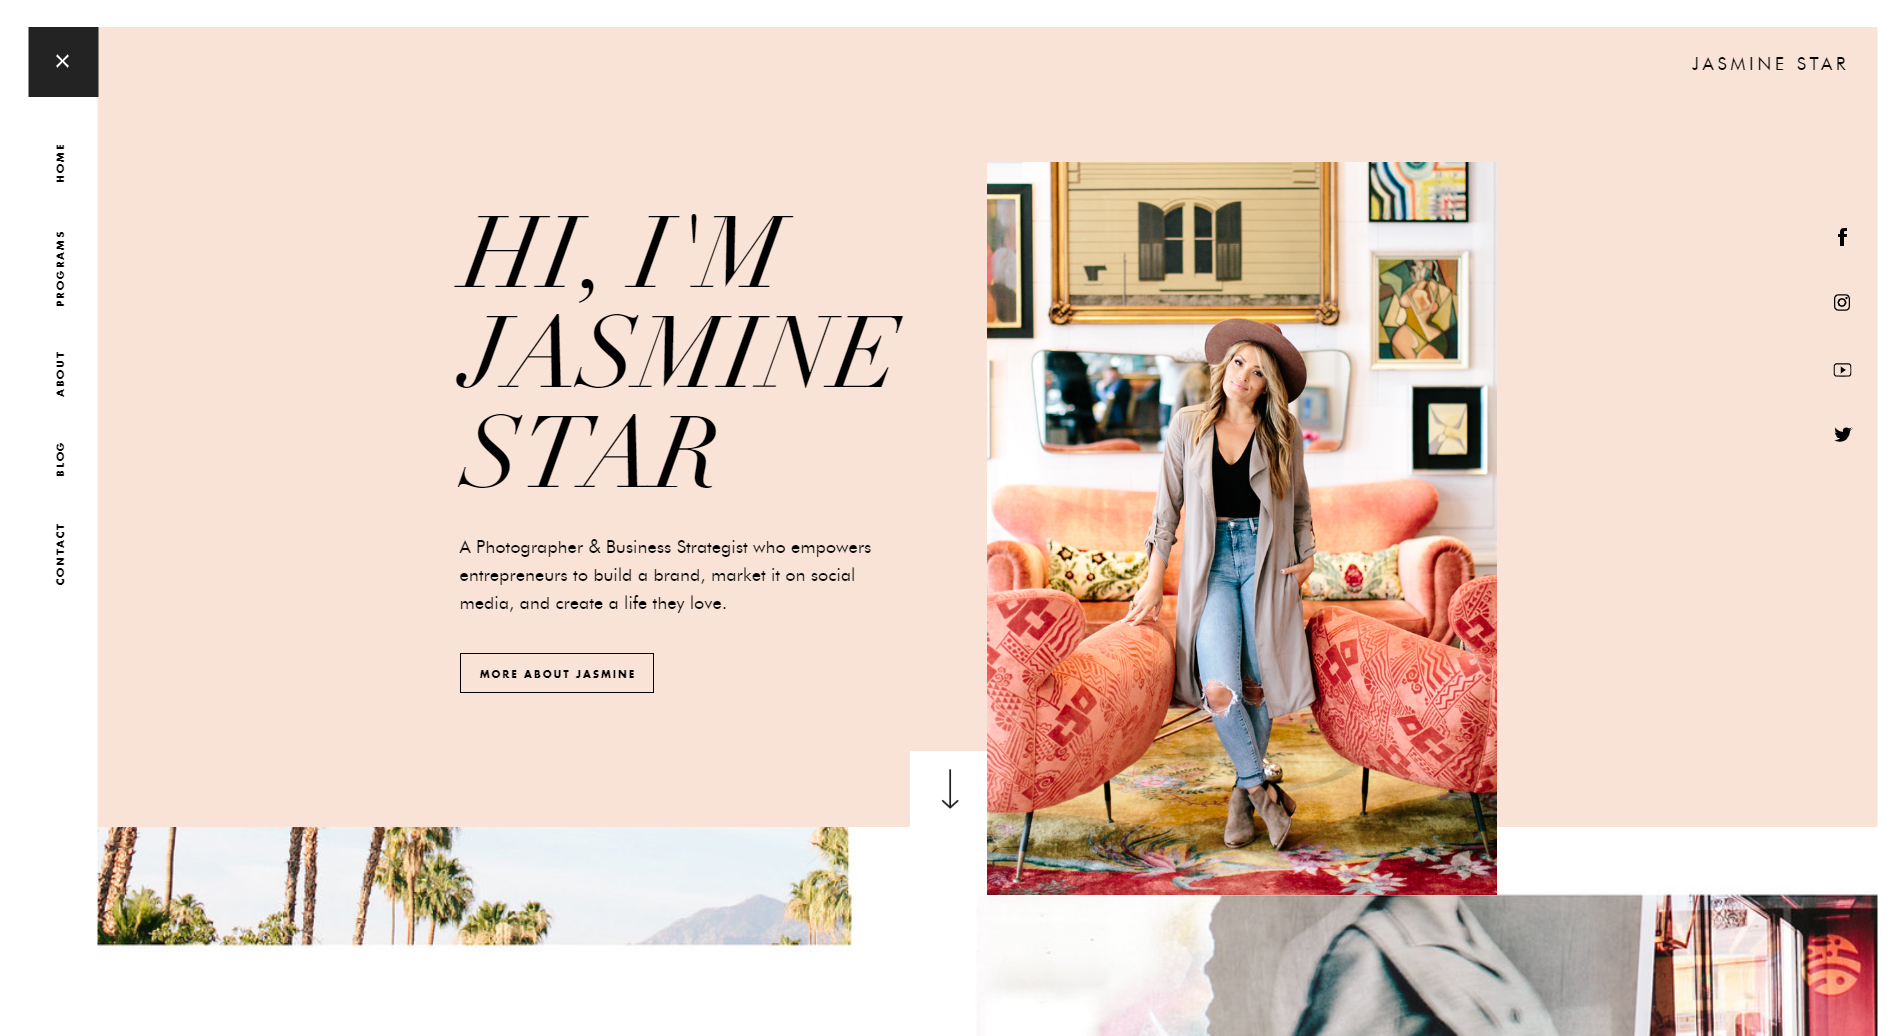 JASMINE STAR
HOME
PROGRAMS
ABOUT
BLOG
CONTACT
HI, I'M
JASMINE
STAR
A Photographer & Business Strategist who empowers
entrepreneurs to build a brand, market it on social
media, and create a life they love.
MORE ABOUT JASMINE